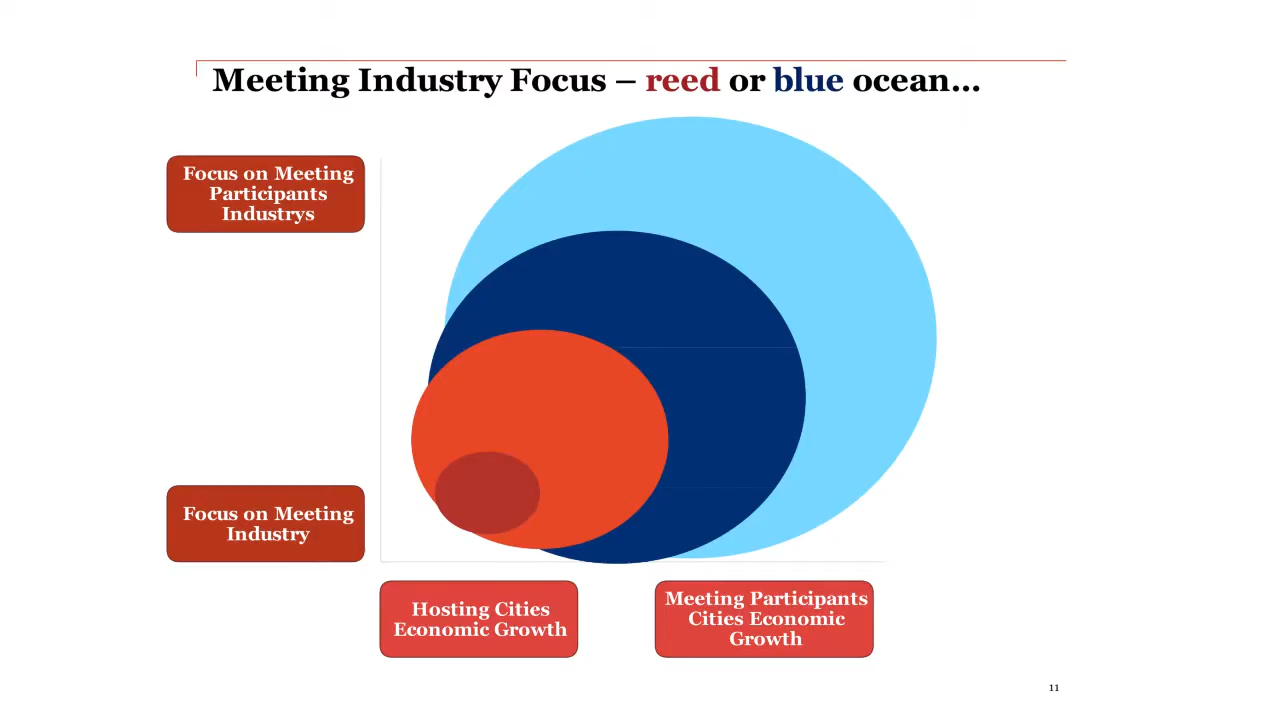 Meeting Industry Focus – reed or blue ocean...
Focus on Meeting
Participants
Industrys
Focus on Meeting
Industry
Hosting Cities
Economic Growth
Meeting Participants
Cities Economic
Growth
11